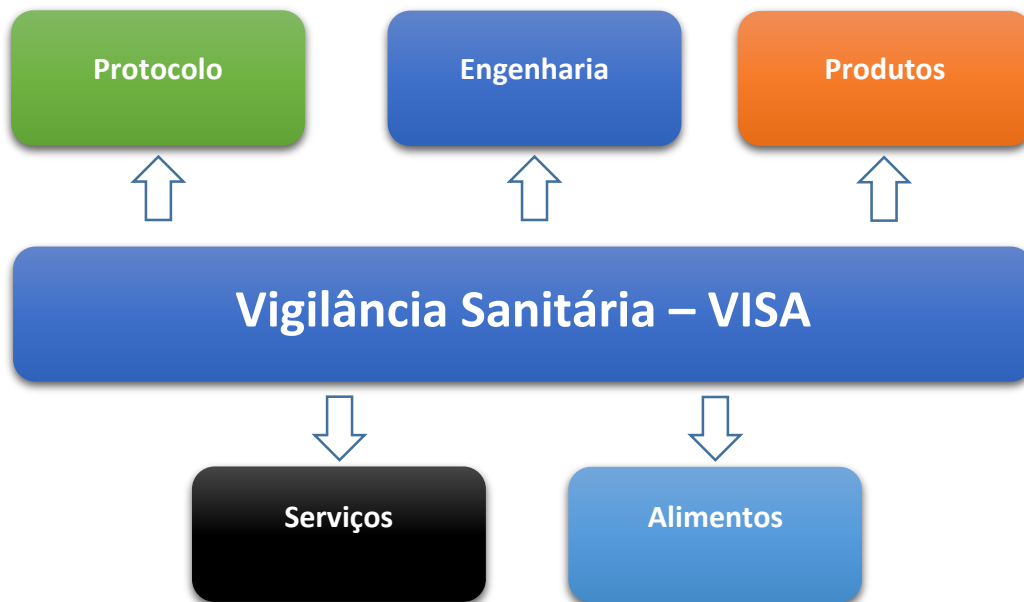 Protocolo
Engenharia
Produtos
Vigilância Sanitária – VISA
Serviços
Alimentos